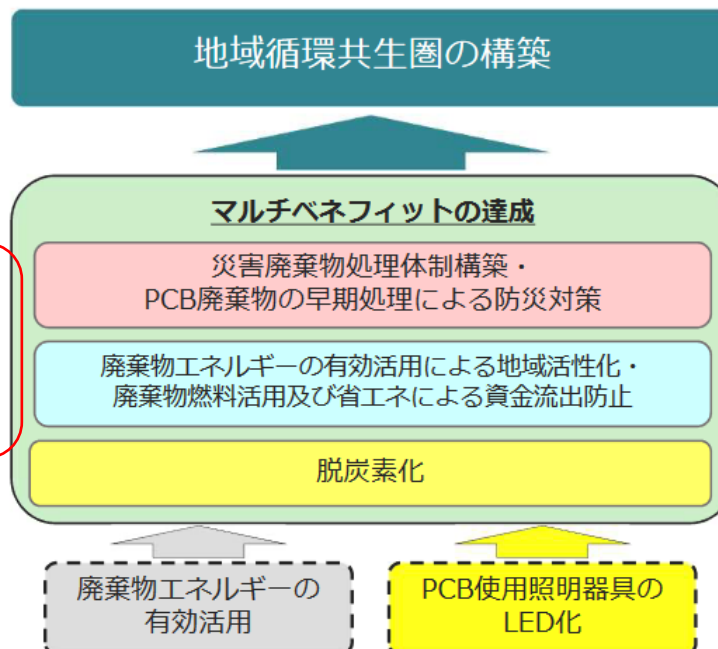 地域循環共生圏の構築
マルチベネフィットの達成
災害廃棄物処理体制構築・
PCB廃棄物の早期処理による防災対策
廃棄物エネルギーの有効活用による地域活性化・
廃棄物燃料活用及び省エネによる資金流出防止
脱炭素化
廃棄物エネルギーの
有効活用
PCB使用照明器具の
LED化